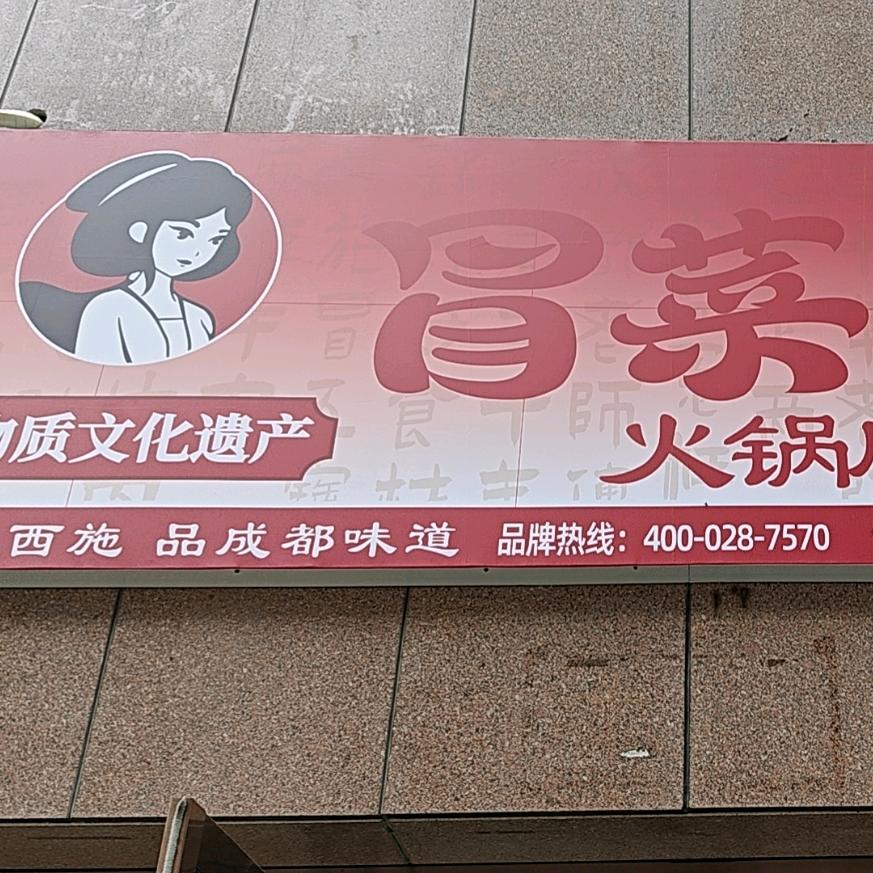 冒菜
火锅
物质文化遗产
西施 品成都味道 品牌热线：400-028-7570